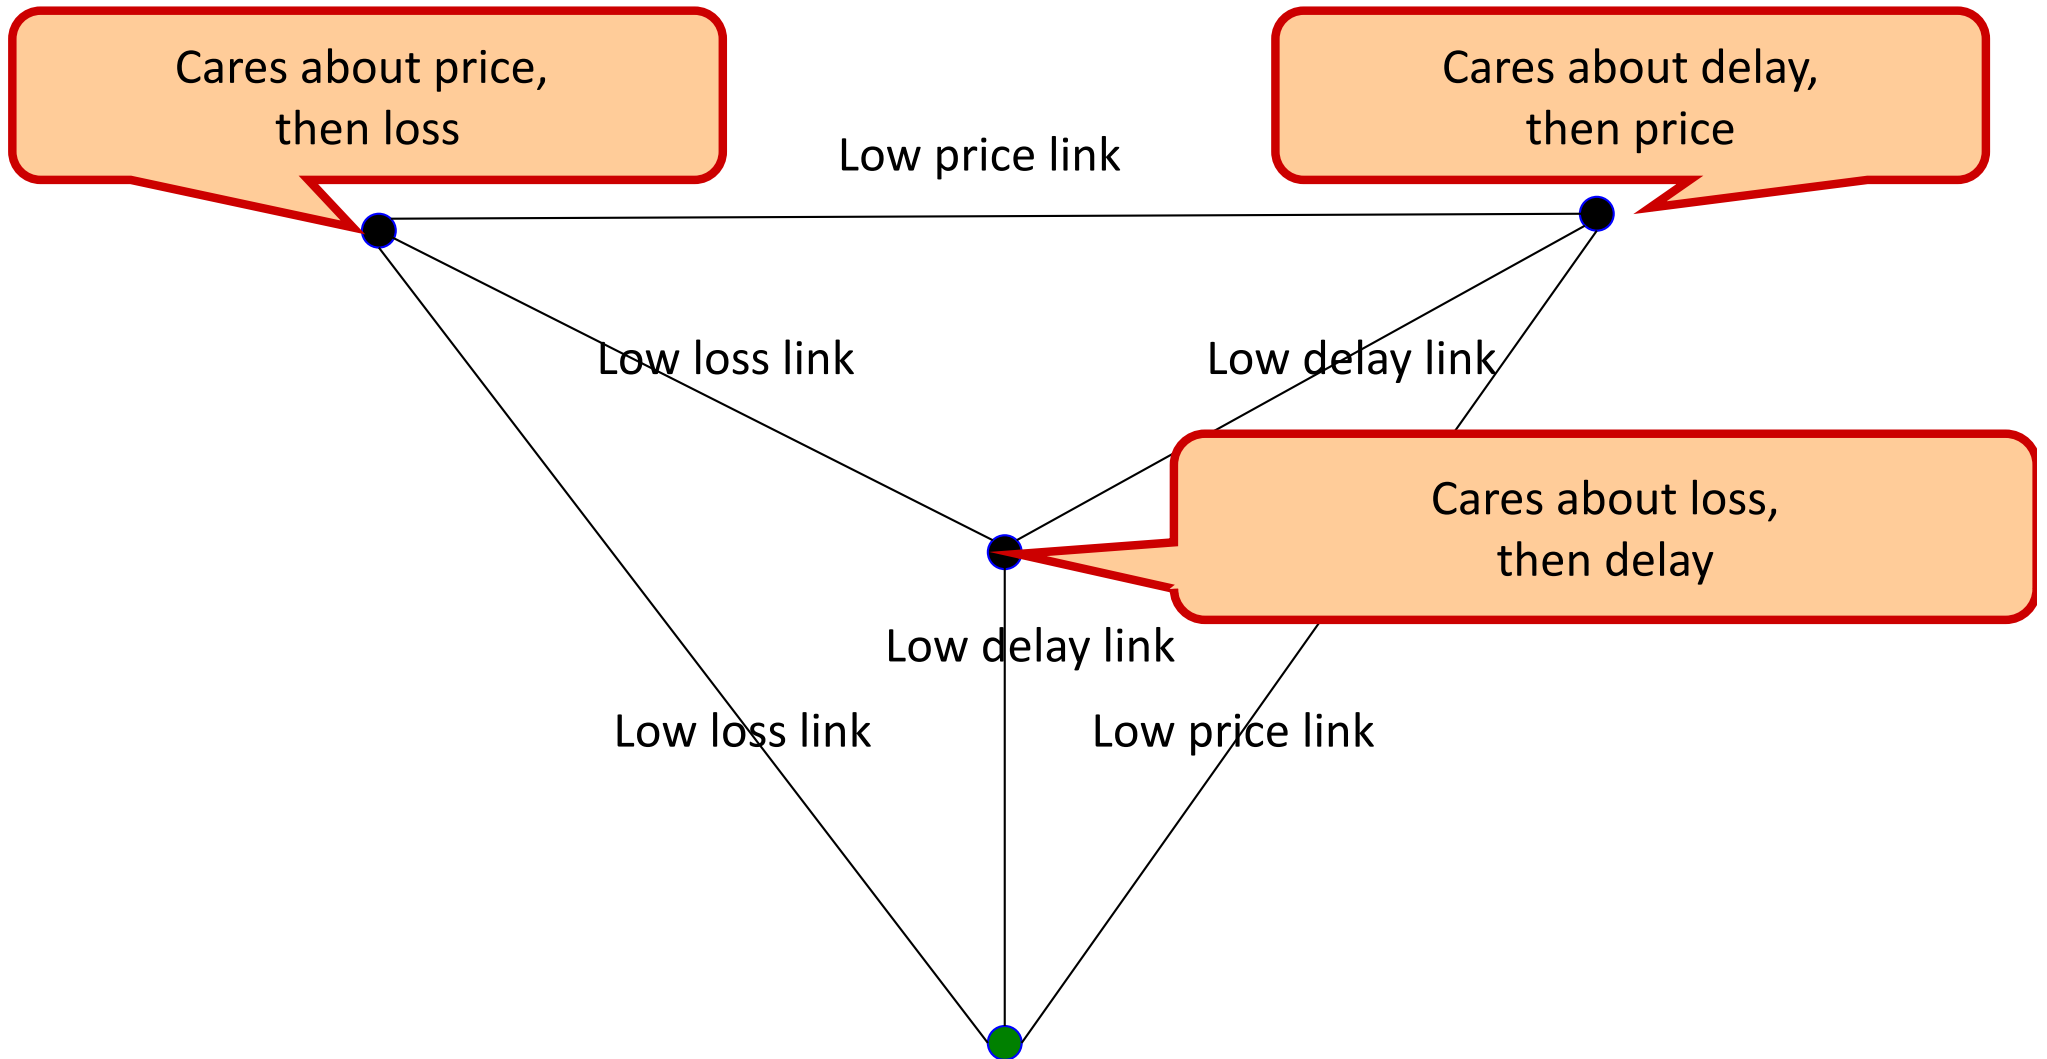 Cares about price,
then loss
Cares about delay,
then price
Low price link
Low loss link
Low delay link
Cares about loss,
then delay
Low delay link
Low loss link
Low price link